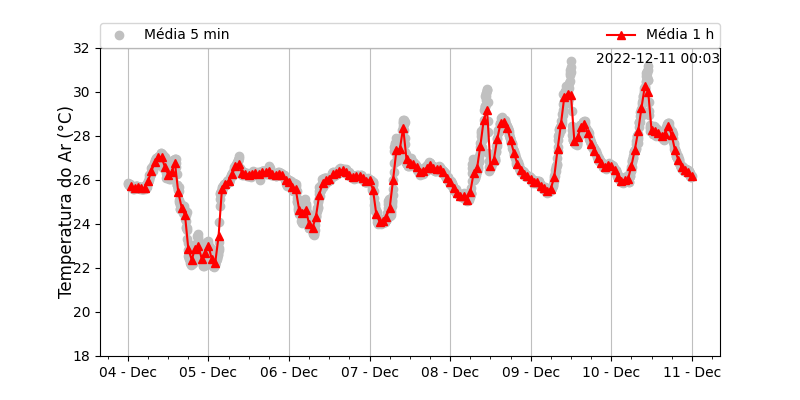 Média 5 min
Média 1 h
2022-12-11 00:03
Temperatura do Ar (°C)
32
30
28
26
24
22
20
18
04 - Dec
05 - Dec
06 - Dec
07 - Dec
08 - Dec
09 - Dec
10 - Dec
11 - Dec